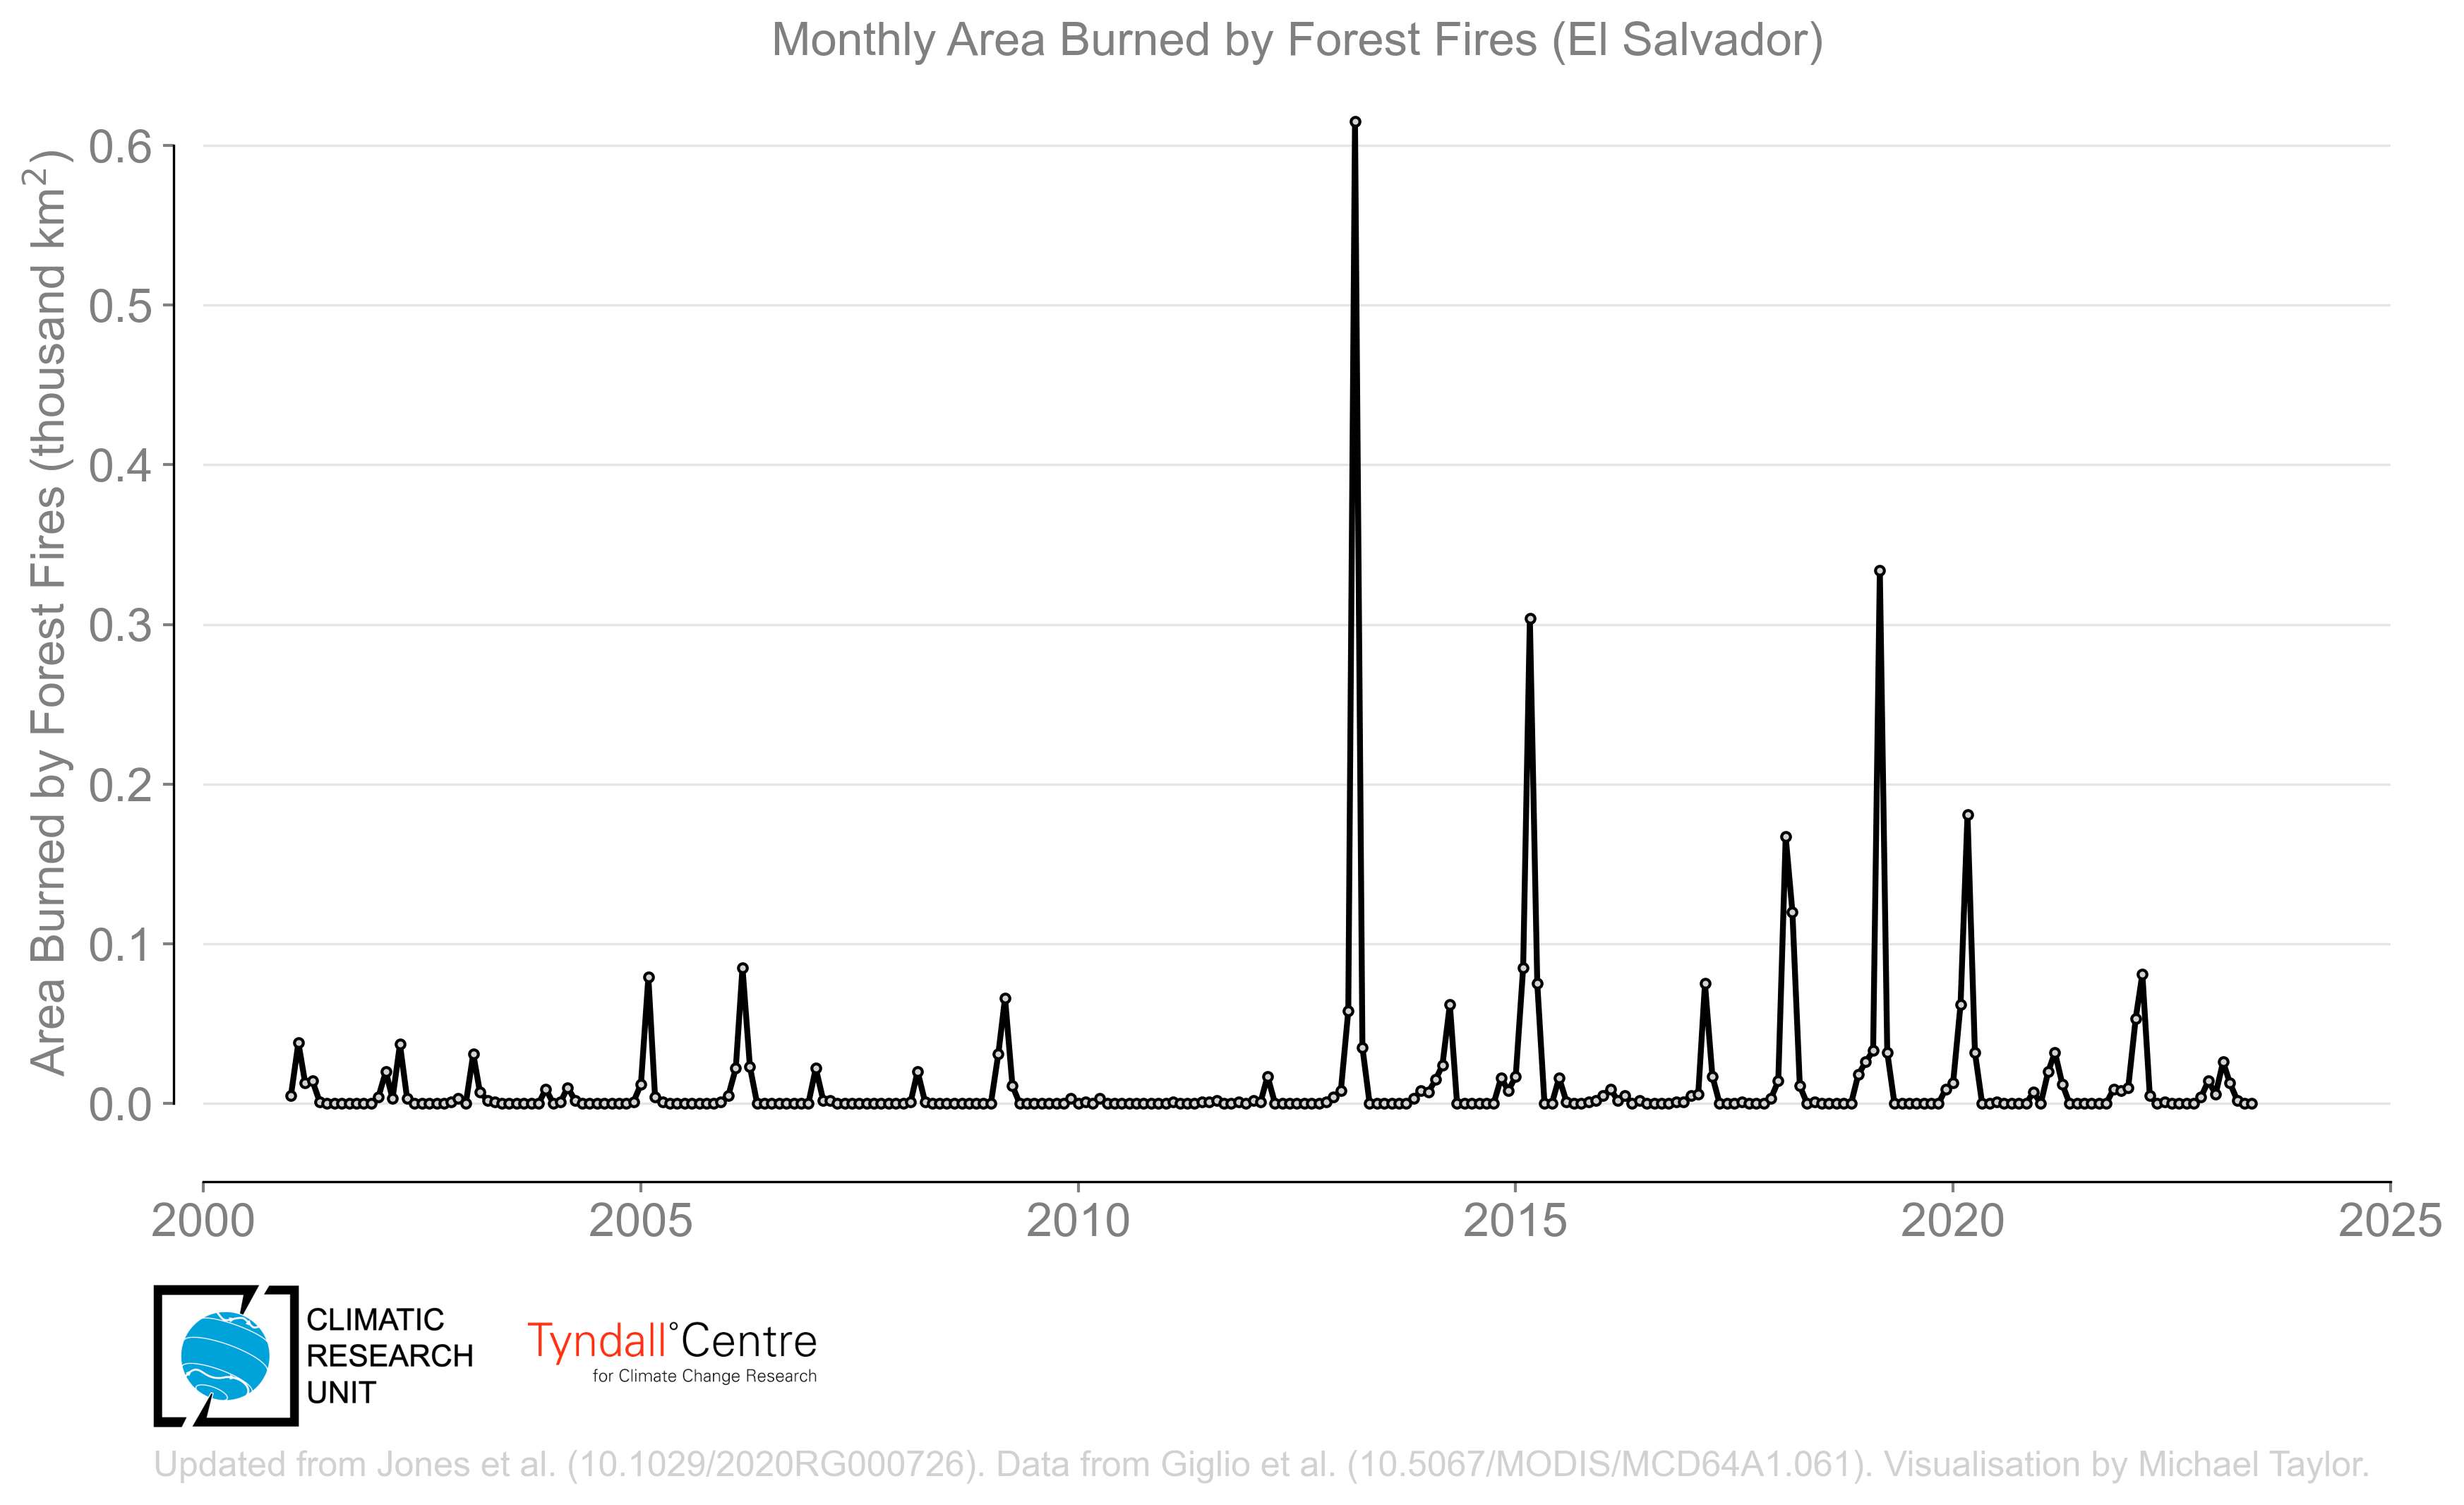 Monthly Area Burned by Forest Fires (El Salvador)
Area Burned by Forest Fires (thousand km²)
0.6
0.5
0.4
0.3
0.2
0.1
0.0
2000 2005 2010 2015 2020 2025
CLIMATIC
RESEARCH
UNIT
Tyndall°Centre
for Climate Change Research
Updated from Jones et al. (10.1029/2020RG000726). Data from Giglio et al. (10.5067/MODIS/MCD64A1.061). Visualisation by Michael Taylor.